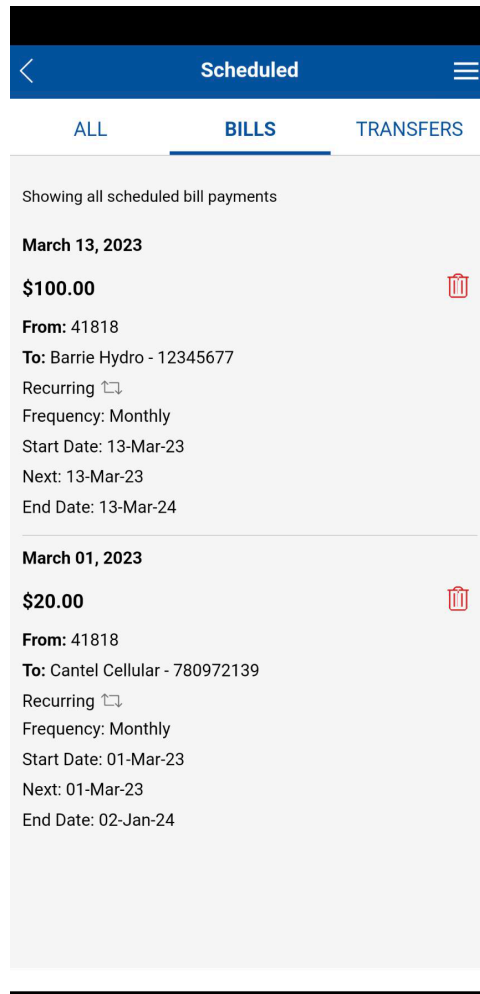 Scheduled
ALL BILLS TRANSFERS
Showing all scheduled bill payments
March 13, 2023
$100.00
From: 41818
To: Barrie Hydro - 12345677
Recurring
Frequency: Monthly
Start Date: 13-Mar-23
Next: 13-Mar-23
End Date: 13-Mar-24
March 01, 2023
$20.00
From: 41818
To: Cantel Cellular - 780972139
Recurring
Frequency: Monthly
Start Date: 01-Mar-23
Next: 01-Mar-23
End Date: 02-Jan-24